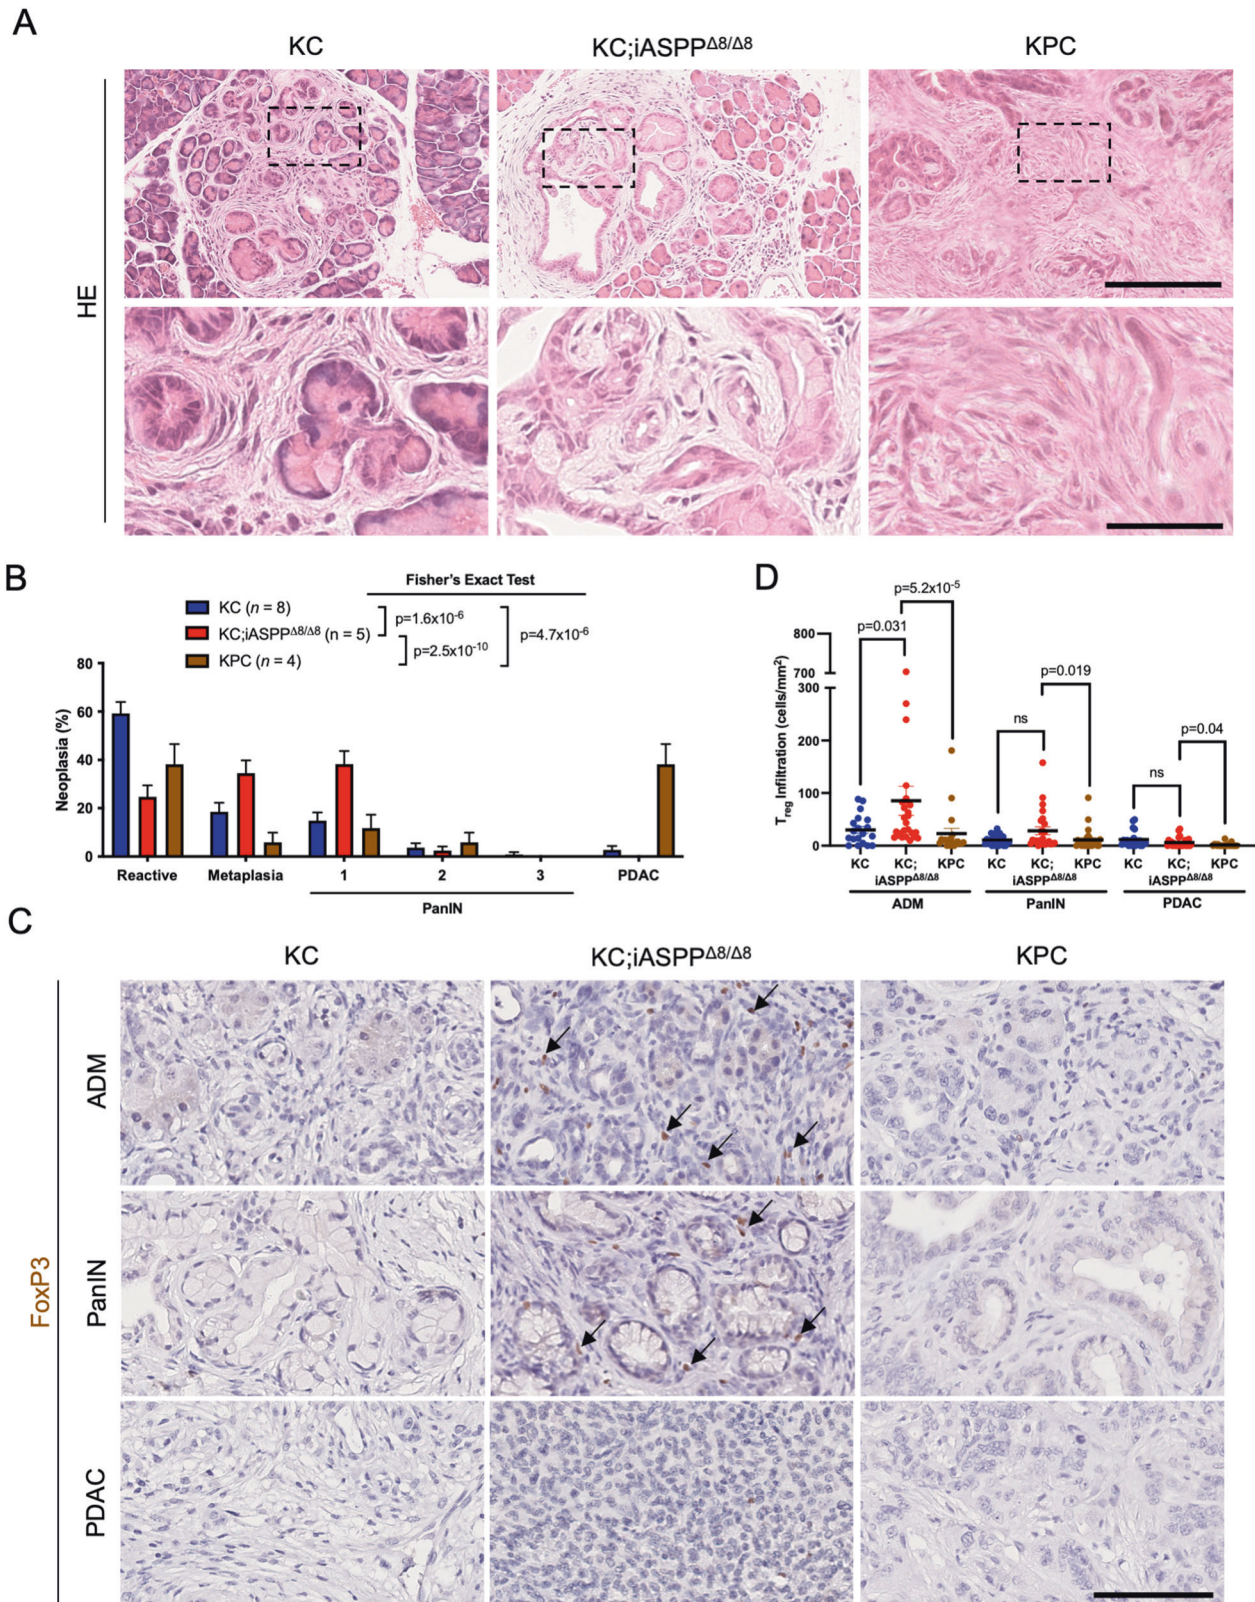 A
KC
KC;iASPPΔ8/Δ8
KPC
HE
B
Fisher's Exact Test
KC (n = 8)
KC;iASPPΔ8/Δ8 (n = 5)
KPC (n = 4)
p=1.6x10-6
p=2.5x10-10
p=4.7x10-6
Neoplasia (%)
80
60
40
20
0
Reactive
Metaplasia
1
2
3
PDAC
PanIN
D
Treg Infiltration (cells/mm2)
800
700
300
200
100
0
p=0.031
p=5.2x10-5
ns
p=0.019
ns
p=0.04
KC KC; KPC KC KC; KPC KC KC; KPC
iASPPΔ8/Δ8 iASPPΔ8/Δ8 iASPPΔ8/Δ8
ADM PanIN PDAC
C
KC
KC;iASPPΔ8/Δ8
KPC
FoxP3
ADM
PanIN
PDAC